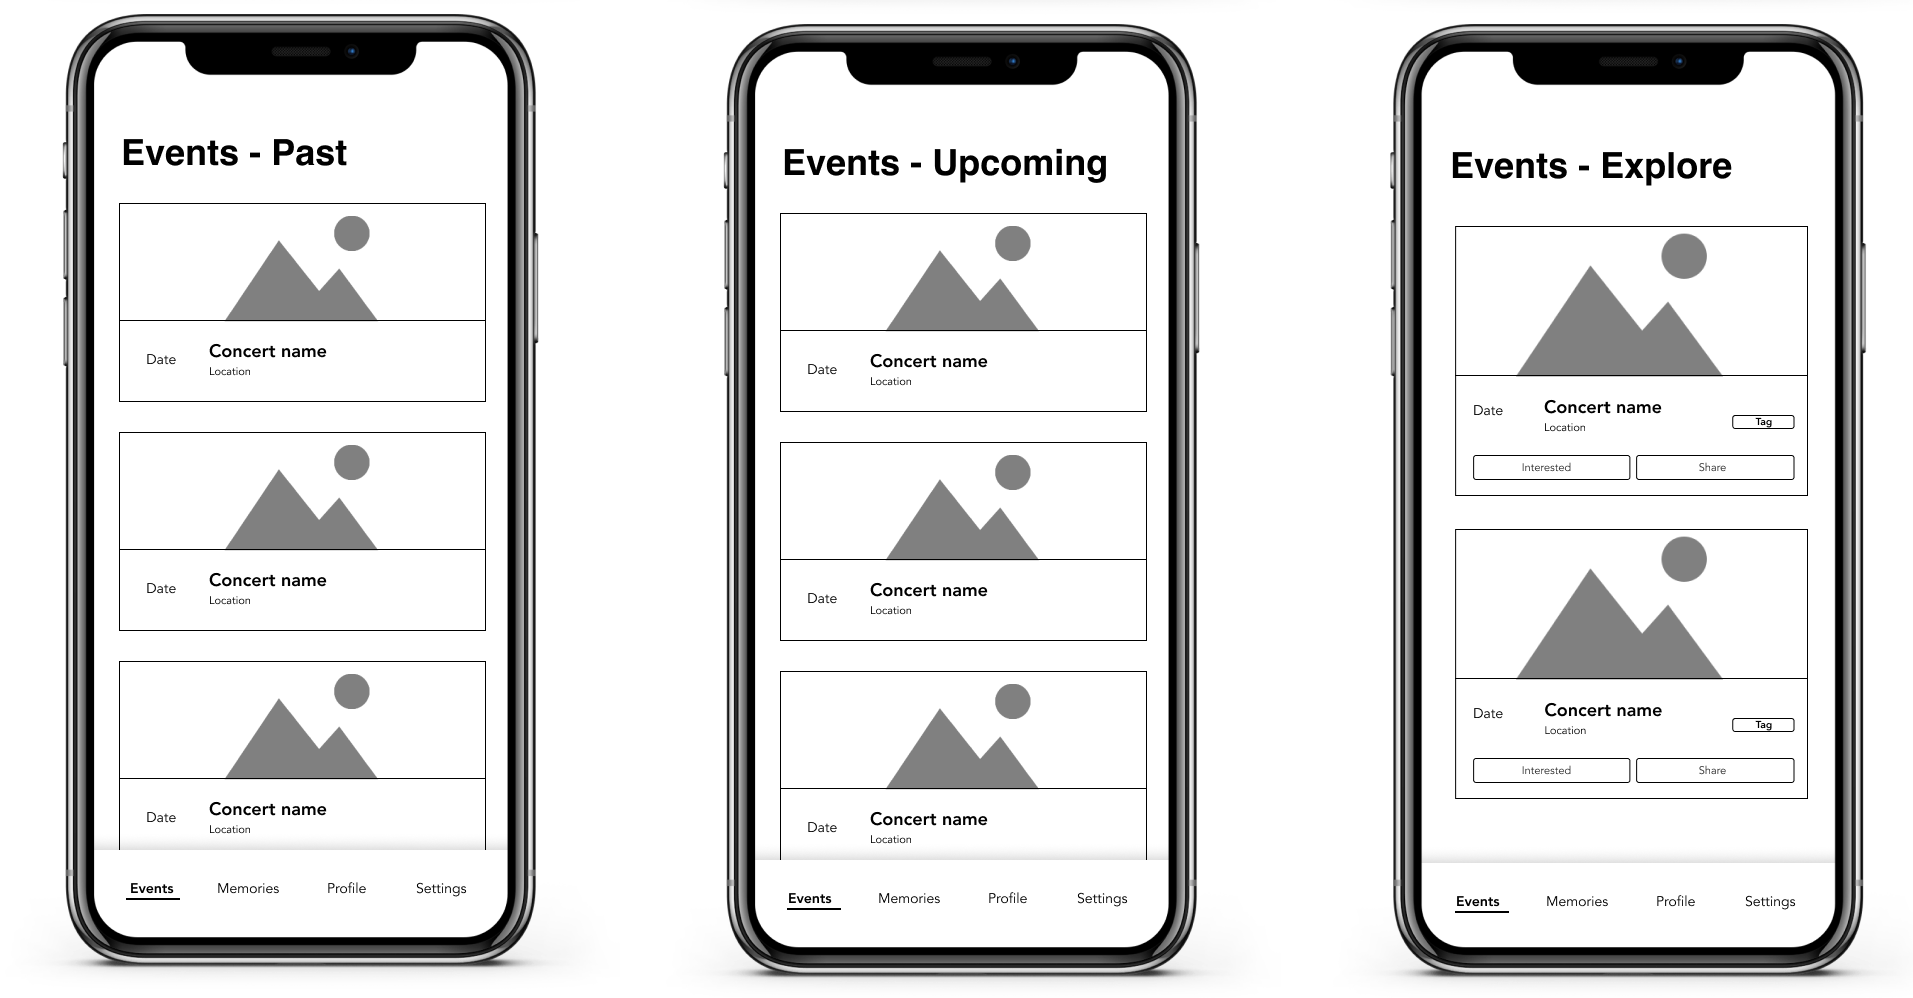 Events - Past
Date
Concert name
Location
Date
Concert name
Location
Date
Concert name
Location
Events Memories Profile Settings
Events - Upcoming
Date
Concert name
Location
Date
Concert name
Location
Date
Concert name
Location
Events Memories Profile Settings
Events - Explore
Date
Concert name
Location
Tag
Interested Share
Date
Concert name
Location
Tag
Interested Share
Events Memories Profile Settings